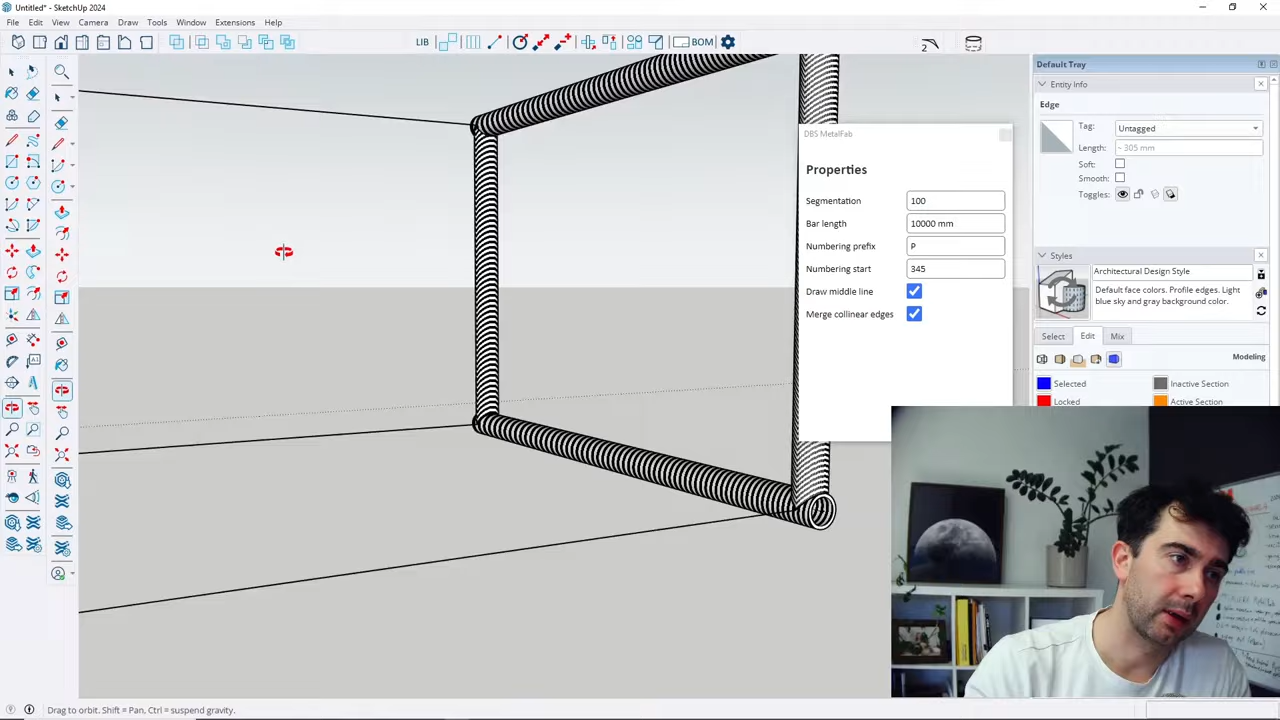 Untitled* - SketchUp 2024
File Edit View Camera Draw Tools Window Extensions Help
LIB
BOM
2
Default Tray
Entity Info
Edge
Tag: Untagged
Length: ~ 305 mm
Soft:
Smooth:
Toggles:
Styles
Architectural Design Style
Default face colors. Profile edges. Light
blue sky and gray background color.
Select Edit Mix
Modeling
Selected Inactive Section
Locked Active Section
DBS MetalFab
Properties
Segmentation 100
Bar length 10000 mm
Numbering prefix P
Numbering start 345
Draw middle line
Merge collinear edges
Drag to orbit. Shift = Pan, Ctrl = suspend gravity.